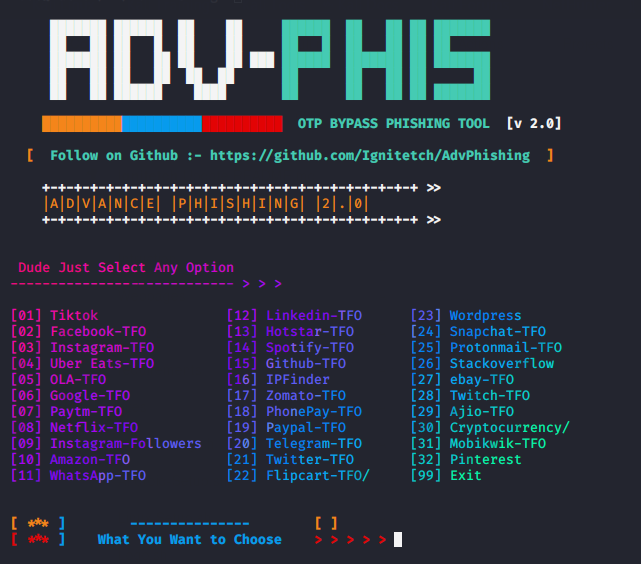 ADV-PHIS
OTP BYPASS PHISHING TOOL [v 2.0]
[ Follow on Github :- https://github.com/Ignitetch/AdvPhishing ]
+-+-+-+-+-+-+-+-+-+-+-+-+-+-+-+-+-+-+-+-+-+-+-+ >>
|A|D|V|A|N|C|E| |P|H|I|S|H|I|N|G| |2|.|0|
+-+-+-+-+-+-+-+-+-+-+-+-+-+-+-+-+-+-+-+-+-+-+-+ >>
Dude Just Select Any Option
---------------------------- > > >
[01] Tiktok [12] Linkedin-TFO [23] Wordpress
[02] Facebook-TFO [13] Hotstar-TFO [24] Snapchat-TFO
[03] Instagram-TFO [14] Spotify-TFO [25] Protonmail-TFO
[04] Uber Eats-TFO [15] Github-TFO [26] Stackoverflow
[05] OLA-TFO [16] IPFinder [27] ebay-TFO
[06] Google-TFO [17] Zomato-TFO [28] Twitch-TFO
[07] Paytm-TFO [18] PhonePay-TFO [29] Ajio-TFO
[08] Netflix-TFO [19] Paypal-TFO [30] Cryptocurrency/
[09] Instagram-Followers [20] Telegram-TFO [31] Mobikwik-TFO
[10] Amazon-TFO [21] Twitter-TFO [32] Pinterest
[11] WhatsApp-TFO [22] Flipcart-TFO/ [99] Exit
[ *** ] --------------- [ ]
[ *** ] What You Want to Choose > > > > >